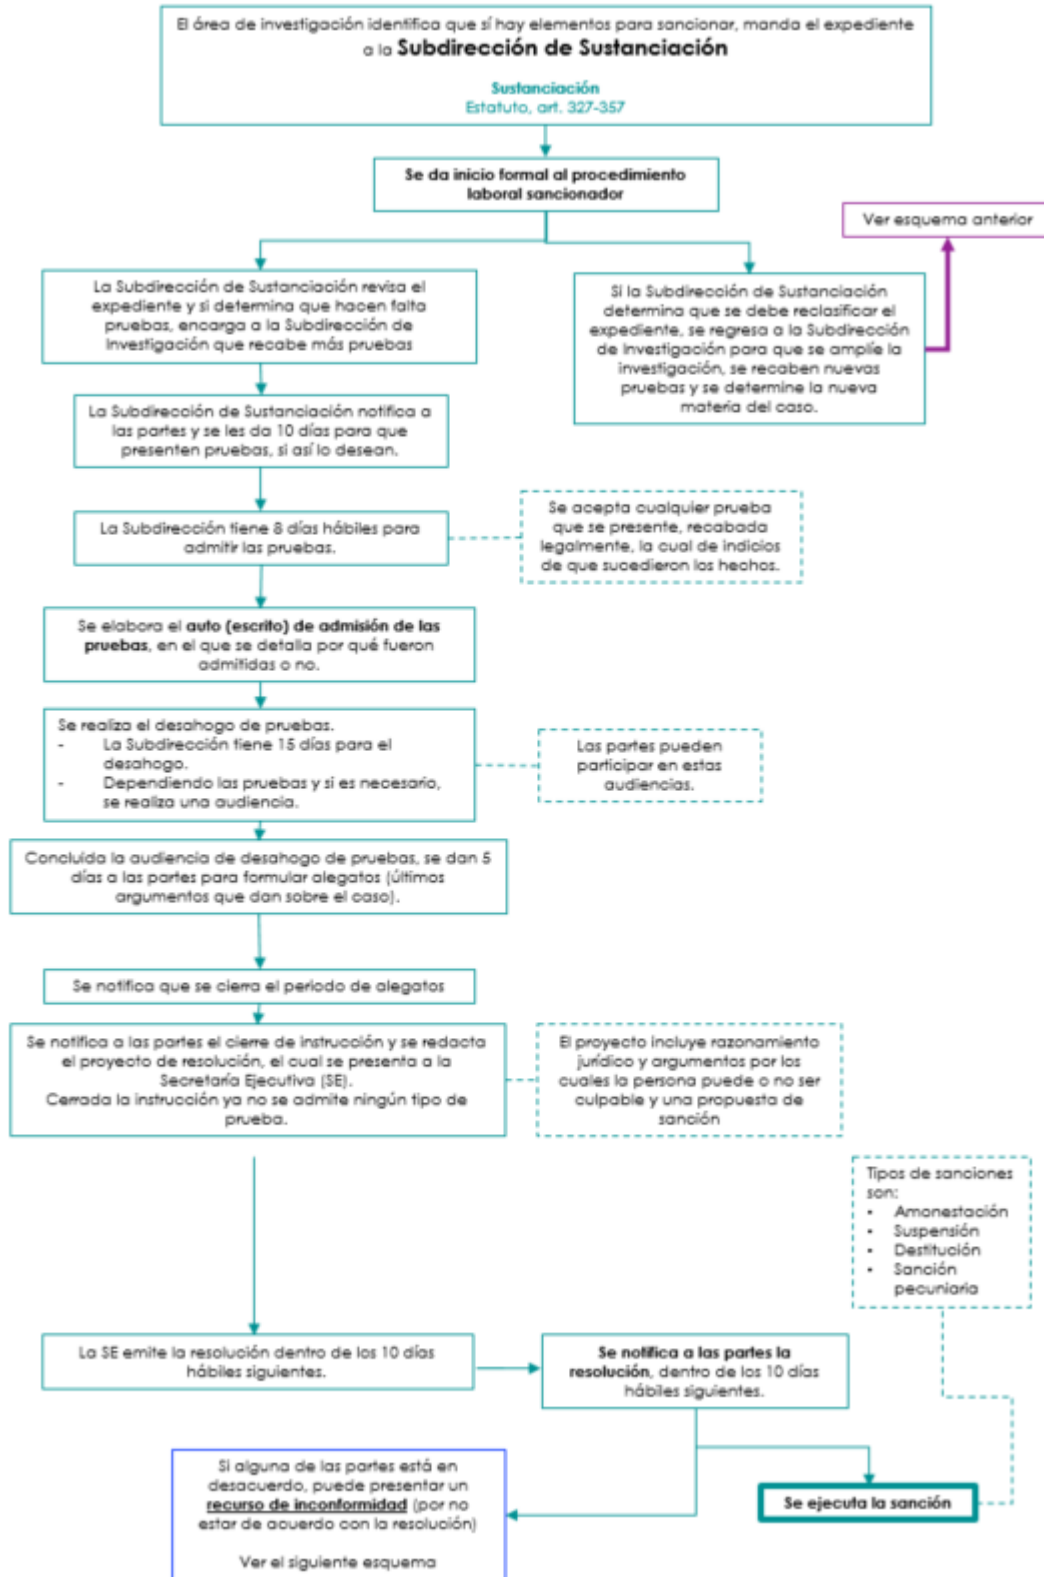 El área de investigación identifica que sí hay elementos para sancionar, manda el expediente
a la Subdirección de Sustanciación
Sustanciación
Estatuto, art. 327-357
Se da inicio formal al procedimiento
laboral sancionador
Ver esquema anterior
La Subdirección de Sustanciación revisa el
expediente y si determina que hacen falta
pruebas, encarga a la Subdirección de
Investigación que recabe más pruebas
Si la Subdirección de Sustanciación
determina que se debe reclasificar el
expediente, se regresa a la Subdirección
de Investigación para que se amplíe la
investigación, se recaben nuevas
pruebas y se determine la nueva
materia del caso.
La Subdirección de Sustanciación notifica a
las partes y se les da 10 días para que
presenten pruebas, si así lo desean.
La Subdirección tiene 8 días hábiles para
admitir las pruebas.
Se acepta cualquier prueba
que se presente, recabada
legalmente, la cual de indicios
de que sucedieron los hechos.
Se elabora el auto (escrito) de admisión de las
pruebas, en el que se detalla por qué fueron
admitidas o no.
Se realiza el desahogo de pruebas.
- La Subdirección tiene 15 días para el
desahogo.
- Dependiendo las pruebas y si es necesario,
se realiza una audiencia.
Las partes pueden
participar en estas
audiencias.
Concluida la audiencia de desahogo de pruebas, se dan 5
días a las partes para formular alegatos (últimos
argumentos que dan sobre el caso).
Se notifica que se cierra el periodo de alegatos
Se notifica a las partes el cierre de instrucción y se redacta
el proyecto de resolución, el cual se presenta a la
Secretaría Ejecutiva (SE).
Cerrada la instrucción ya no se admite ningún tipo de
prueba.
El proyecto incluye razonamiento
jurídico y argumentos por los
cuales la persona puede o no ser
culpable y una propuesta de
sanción
Tipos de sanciones
son:
• Amonestación
• Suspensión
• Destitución
• Sanción
pecuniaria
La SE emite la resolución dentro de los 10 días
hábiles siguientes.
Se notifica a las partes la
resolución, dentro de los 10 días
hábiles siguientes.
Si alguna de las partes está en
desacuerdo, puede presentar un
recurso de inconformidad (por no
estar de acuerdo con la resolución)
Ver el siguiente esquema
Se ejecuta la sanción